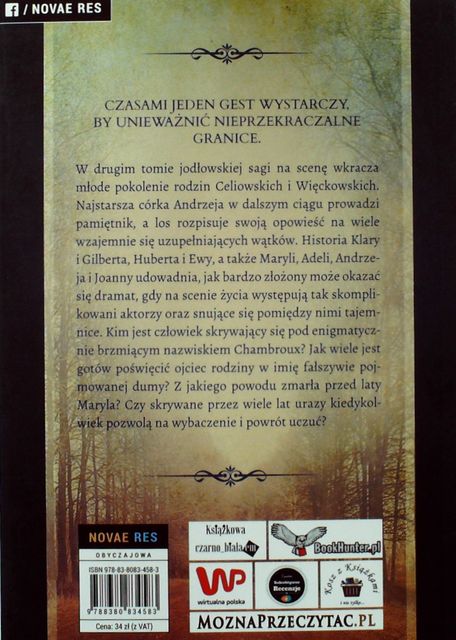 f / NOVAE RES
CZASAMI JEDEN GEST WYSTARCZY,
BY UNIEWAŻNIĆ NIEPRZEKRACZALNE
GRANICE.
W drugim tomie jodłowskiej sagi na scenę wkracza
młode pokolenie rodzin Celiowskich i Więckowskich.
Najstarsza córka Andrzeja w dalszym ciągu prowadzi
pamiętnik, a los rozpisuje swoją opowieść na wiele
wzajemnie się uzupełniających wątków. Historia Klary
i Gilberta, Huberta i Ewy, a także Maryli, Adeli, Andrze-
ja i Joanny udowadnia, jak bardzo złożony może okazać
się dramat, gdy na scenie życia występują tak skompli-
kowani aktorzy oraz snujące się pomiędzy nimi tajem-
nice. Kim jest człowiek skrywający się pod enigmatycz-
nie brzmiącym nazwiskiem Chambroux? Jak wiele jest
gotów poświęcić ojciec rodziny w imię fałszywie poj-
mowanej dumy? Z jakiego powodu zmarła przed laty
Maryla? Czy skrywane przez wiele lat urazy kiedykol-
wiek pozwolą na wybaczenie i powrót uczuć?
NOVAE RES
OBYCZAJOWA
ISBN 978-83-8083-458-3
9 788380 834583
Cena: 34 zł (z VAT)
książkowa
czarno_biała.em
BookHunter.pl
WP
wirtualna polska
Subiektywne
Recenzje
Kosz z Książkami
i nie tylko...
MOZNAPRZECZYTAC.PL